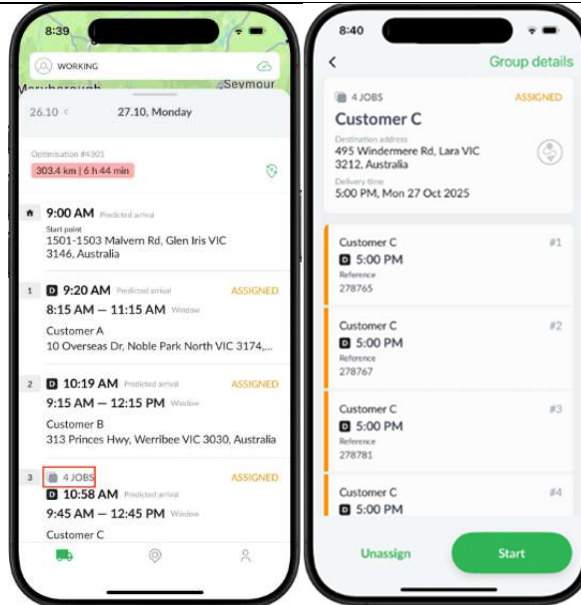 8:39
WORKING
Maryborough
Seymour
26.10 <
27.10, Monday
Optimisation #4301
303.4 km | 6 h 44 min
9:00 AM Predicted arrival
Start point
1501-1503 Malvern Rd, Glen Iris VIC
3146, Australia
1 D 9:20 AM Predicted arrival ASSIGNED
8:15 AM — 11:15 AM Window
Customer A
10 Overseas Dr, Noble Park North VIC 3174,...
2 D 10:19 AM Predicted arrival ASSIGNED
9:15 AM — 12:15 PM Window
Customer B
313 Princes Hwy, Werribee VIC 3030, Australia
3 4 JOBS ASSIGNED
D 10:58 AM Predicted arrival
9:45 AM — 12:45 PM Window
Customer C
8:40
< Group details
4 JOBS ASSIGNED
Customer C
Destination address
495 Windermere Rd, Lara VIC
3212, Australia
Delivery time
5:00 PM, Mon 27 Oct 2025
Customer C #1
D 5:00 PM
Reference
278765
Customer C #2
D 5:00 PM
Reference
278767
Customer C #3
D 5:00 PM
Reference
278781
Customer C #4
D 5:00 PM
Unassign Start